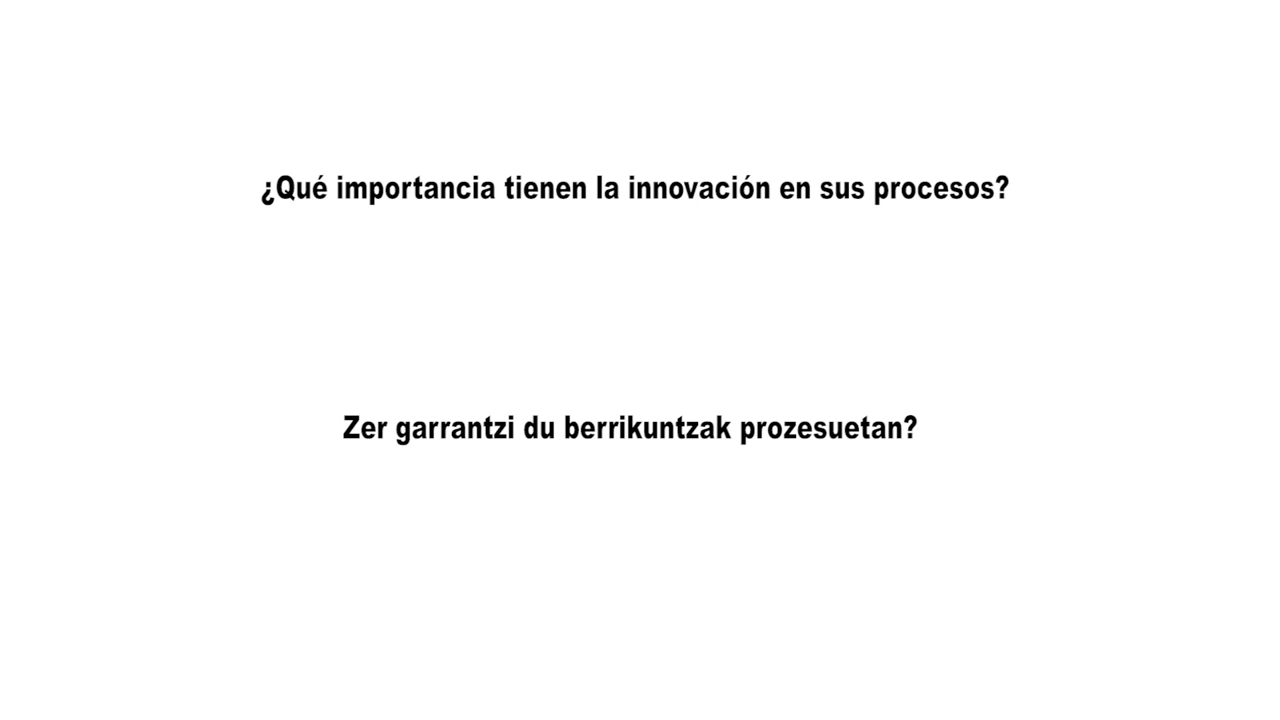 ¿Qué importancia tienen la innovación en sus procesos?
Zer garrantzi du berrikuntzak prozesuetan?